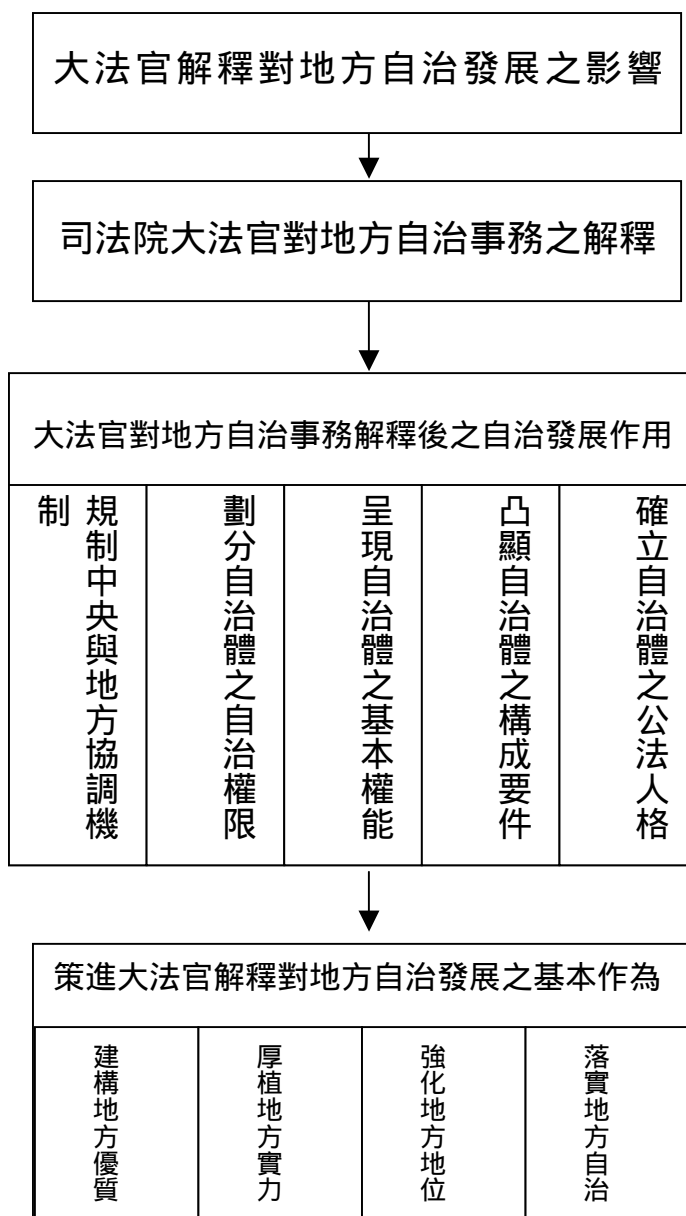 大法官解釋對地方自治發展之影響
司法院大法官對地方自治事務之解釋
大法官對地方自治事務解釋後之自治發展作用
確立自治體之公法人格
凸顯自治體之構成要件
呈現自治體之基本權能
劃分自治體之自治權限
規制中央與地方協調機
制
策進大法官解釋對地方自治發展之基本作為
落實地方自治
強化地方地位
厚植地方實力
建構地方優質